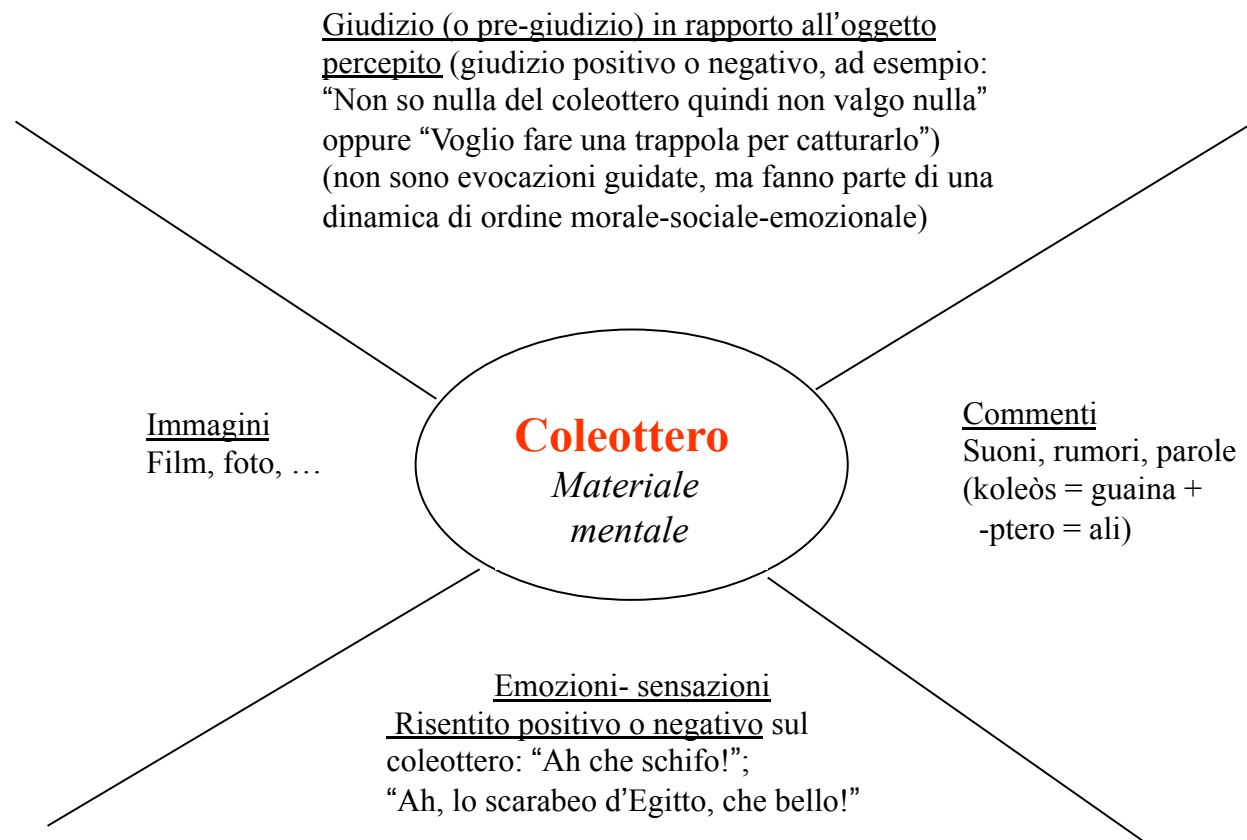 Giudizio (o pre-giudizio) in rapporto all’oggetto
percepito (giudizio positivo o negativo, ad esempio:
“Non so nulla del coleottero quindi non valgo nulla”
oppure “Voglio fare una trappola per catturarlo”)
(non sono evocazioni guidate, ma fanno parte di una
dinamica di ordine morale-sociale-emozionale)
Immagini
Film, foto, …
Coleottero
Materiale
mentale
Commenti
Suoni, rumori, parole
(koleòs = guaina +
-ptero = ali)
Emozioni- sensazioni
Risentito positivo o negativo sul
coleottero: “Ah che schifo!”;
“Ah, lo scarabeo d’Egitto, che bello!”